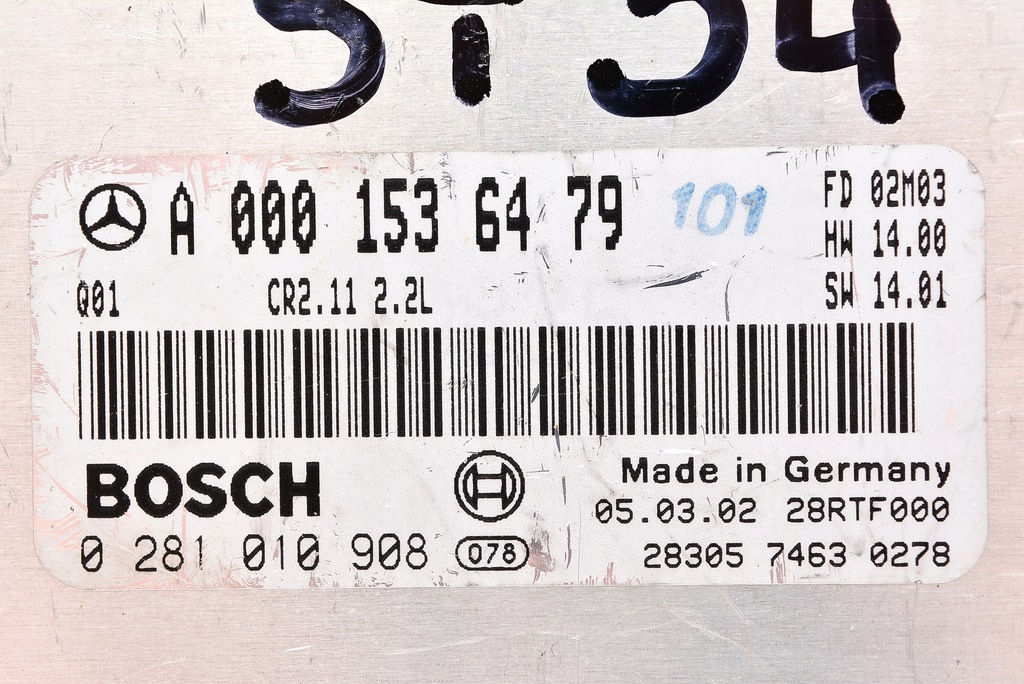 A 000 153 64 79
101
FD 02M03
HW 14.00
SW 14.01
Q01 CR2.11 2.2L
BOSCH
Made in Germany
05.03.02 28RTF000
0 281 010 908 078
28305 7463 0278